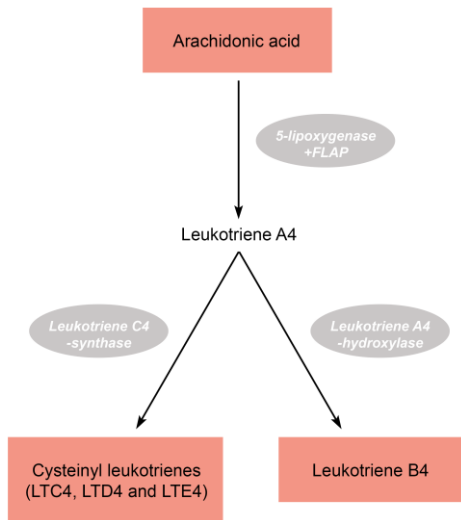 Arachidonic acid
5-lipoxygenase
+FLAP
Leukotriene A4
Leukotriene C4
-synthase
Leukotriene A4
-hydroxylase
Cysteinyl leukotrienes
(LTC4, LTD4 and LTE4)
Leukotriene B4